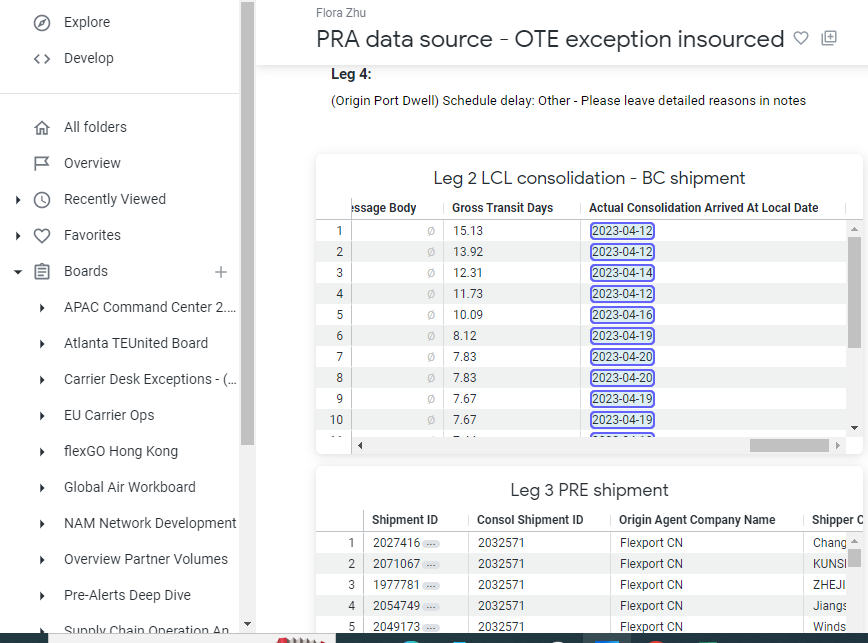 Explore
Develop
All folders
Overview
Recently Viewed
Favorites
Boards
APAC Command Center 2....
Atlanta TEUnited Board
Carrier Desk Exceptions - (...
EU Carrier Ops
flexGO Hong Kong
Global Air Workboard
NAM Network Development
Overview Partner Volumes
Pre-Alerts Deep Dive
Supply Chain Operation An
Flora Zhu
PRA data source - OTE exception insourced
Leg 4:
(Origin Port Dwell) Schedule delay: Other - Please leave detailed reasons in notes
Leg 2 LCL consolidation - BC shipment
ssage Body Gross Transit Days Actual Consolidation Arrived At Local Date
1 ∅ 15.13 2023-04-12
2 ∅ 13.92 2023-04-12
3 ∅ 12.31 2023-04-14
4 ∅ 11.73 2023-04-12
5 ∅ 10.09 2023-04-16
6 ∅ 8.12 2023-04-19
7 ∅ 7.83 2023-04-20
8 ∅ 7.83 2023-04-20
9 ∅ 7.67 2023-04-19
10 ∅ 7.67 2023-04-19
Leg 3 PRE shipment
Shipment ID Consol Shipment ID Origin Agent Company Name Shipper C
1 2027416 ... 2032571 Flexport CN Chang
2 2071067 ... 2032571 Flexport CN KUNS
3 1977781 ... 2032571 Flexport CN ZHEJI
4 2054749 ... 2032571 Flexport CN Jiangs
5 2049173 ... 2032571 Flexport CN Winds